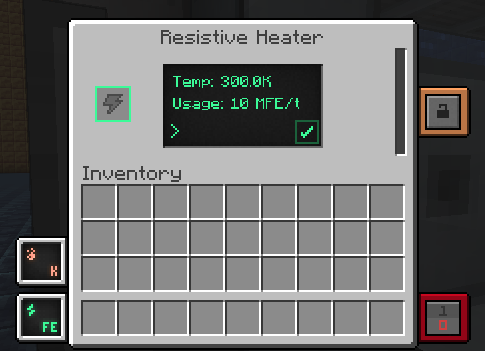 Resistive Heater
Temp: 300.0K
Usage: 10 MFE/t
>
Inventory
K
FE
1
0